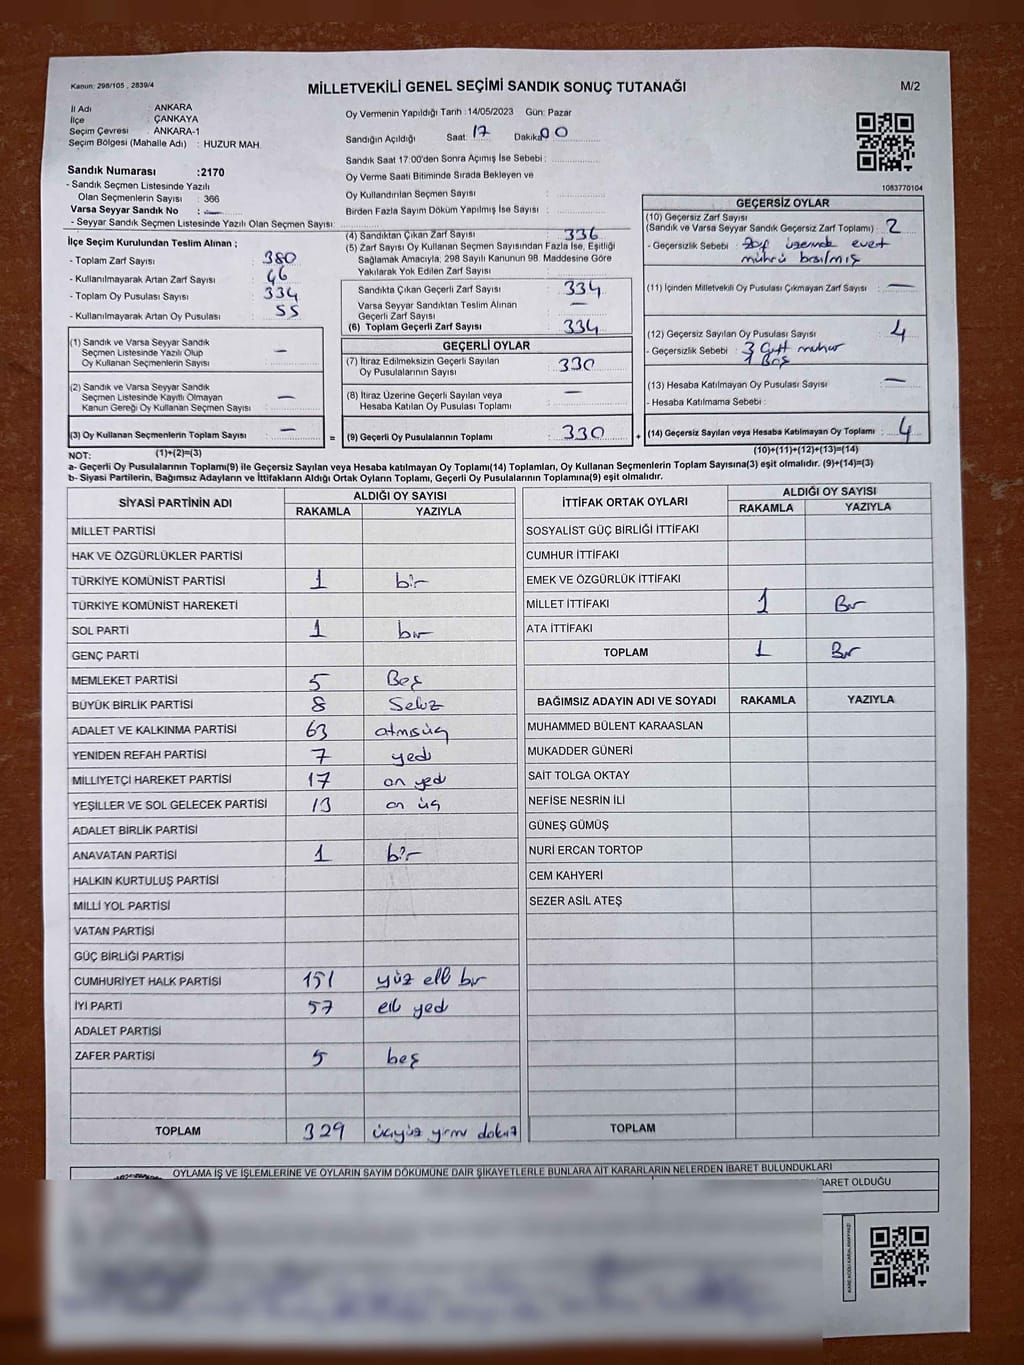 Kanun: 298/105 , 2839/4
MİLLETVEKİLİ GENEL SEÇİMİ SANDIK SONUÇ TUTANAĞI
M/2
İl Adı : ANKARA
İlçe : ÇANKAYA
Seçim Çevresi : ANKARA-1
Seçim Bölgesi (Mahalle Adı) : HUZUR MAH.
Oy Vermenin Yapıldığı Tarih :14/05/2023 Gün: Pazar
Sandığın Açıldığı Saat: 17 Dakika: 00
Sandık Saat 17:00'den Sonra Açımış İse Sebebi :
Oy Verme Saati Bitiminde Sırada Bekleyen ve
Oy Kullandırılan Seçmen Sayısı :
Birden Fazla Sayım Döküm Yapılmış İse Sayısı :
1083770104
Sandık Numarası :2170
- Sandık Seçmen Listesinde Yazılı
Olan Seçmenlerin Sayısı : 366
Varsa Seyyar Sandık No : —
- Seyyar Sandık Seçmen Listesinde Yazılı Olan Seçmen Sayısı:
İlçe Seçim Kurulundan Teslim Alınan ;
- Toplam Zarf Sayısı : 380
- Kullanılmayarak Artan Zarf Sayısı : 46
- Toplam Oy Pusulası Sayısı : 334
- Kullanılmayarak Artan Oy Pusulası : 55
(1) Sandık ve Varsa Seyyar Sandık
Seçmen Listesinde Yazılı Olup
Oy Kullanan Seçmenlerin Sayısı : —
(2) Sandık ve Varsa Seyyar Sandık
Seçmen Listesinde Kayıtlı Olmayan
Kanun Gereği Oy Kullanan Seçmen Sayısı : —
(3) Oy Kullanan Seçmenlerin Toplam Sayısı : —
(1)+(2)=(3)
(4) Sandıktan Çıkan Zarf Sayısı : 336
(5) Zarf Sayısı Oy Kullanan Seçmen Sayısından Fazla İse, Eşitliği
Sağlamak Amacıyla; 298 Sayılı Kanunun 98. Maddesine Göre
Yakılarak Yok Edilen Zarf Sayısı :
Sandıkta Çıkan Geçerli Zarf Sayısı : 334
Varsa Seyyar Sandıktan Teslim Alınan
Geçerli Zarf Sayısı : —
(6) Toplam Geçerli Zarf Sayısı : 334
GEÇERLİ OYLAR
(7) İtiraz Edilmeksizin Geçerli Sayılan
Oy Pusulasının Sayısı : 330
(8) İtiraz Üzerine Geçerli Sayılan veya
Hesaba Katılan Oy Pusulası Toplamı : —
= (9) Geçerli Oy Pusulalarının Toplamı : 330
GEÇERSİZ OYLAR
(10) Geçersiz Zarf Sayısı
(Sandık ve Varsa Seyyar Sandık Geçersiz Zarf Toplamı) : 2
- Geçersizlik Sebebi : Zarf üzerinde evet
mührü basılmış
(11) İçinden Milletvekili Oy Pusulası Çıkmayan Zarf Sayısı : —
(12) Geçersiz Sayılan Oy Pusulası Sayısı : 4
- Geçersizlik Sebebi : 3 Çift mühür
1 Boş
(13) Hesaba Katılmayan Oy Pusulası Sayısı : —
- Hesaba Katılmama Sebebi :
+ (14) Geçersiz Sayılan veya Hesaba Katılmayan Oy Toplamı : 4
(10)+(11)+(12)+(13)=(14)
NOT:
a- Geçerli Oy Pusulalarının Toplamı(9) ile Geçersiz Sayılan veya Hesaba katılmayan Oy Toplamı(14) Toplamları, Oy Kullanan Seçmenlerin Toplam Sayısına(3) eşit olmalıdır. (9)+(14)=(3)
b- Siyasi Partilerin, Bağımsız Adayların ve İttifakların Aldığı Ortak Oyların Toplamı, Geçerli Oy Pusulalarının Toplamına(9) eşit olmalıdır.
SİYASİ PARTİNİN ADI ALDIĞI OY SAYISI
RAKAMLA YAZIYLA
MİLLET PARTİSİ
HAK VE ÖZGÜRLÜKLER PARTİSİ
TÜRKİYE KOMÜNİST PARTİSİ 1 bir
TÜRKİYE KOMÜNİST HAREKETİ
SOL PARTİ 1 bir
GENÇ PARTİ
MEMLEKET PARTİSİ 5 Beş
BÜYÜK BİRLİK PARTİSİ 8 Sekiz
ADALET VE KALKINMA PARTİSİ 63 atmışüç
YENİDEN REFAH PARTİSİ 7 yedi
MİLLİYETÇİ HAREKET PARTİSİ 17 on yedi
YEŞİLLER VE SOL GELECEK PARTİSİ 13 on üç
ADALET BİRLİK PARTİSİ
ANAVATAN PARTİSİ 1 bir
HALKIN KURTULUŞ PARTİSİ
MİLLİ YOL PARTİSİ
VATAN PARTİSİ
GÜÇ BİRLİĞİ PARTİSİ
CUMHURİYET HALK PARTİSİ 151 yüz elli bir
İYİ PARTİ 57 elli yedi
ADALET PARTİSİ
ZAFER PARTİSİ 5 beş
TOPLAM 329 üçyüz yirmi dokuz
İTTİFAK ORTAK OYLARI ALDIĞI OY SAYISI
RAKAMLA YAZIYLA
SOSYALİST GÜÇ BİRLİĞİ İTTİFAKI
CUMHUR İTTİFAKI
EMEK VE ÖZGÜRLÜK İTTİFAKI
MİLLET İTTİFAKI 1 Bir
ATA İTTİFAKI
TOPLAM 1 Bir
BAĞIMSIZ ADAYIN ADI VE SOYADI RAKAMLA YAZIYLA
MUHAMMED BÜLENT KARAASLAN
MUKADDER GÜNERİ
SAİT TOLGA OKTAY
NEFİSE NESRİN İLİ
GÜNEŞ GÜMÜŞ
NURİ ERCAN TORTOP
CEM KAHYERİ
SEZER ASİL ATEŞ
TOPLAM
OYLAMA İŞ VE İŞLEMLERİNE VE OYLARIN SAYIM DÖKÜMÜNE DAİR ŞİKAYETLERLE BUNLARA AİT KARARLARIN NELERDEN İBARET BULUNDUKLARI
BARET OLDUĞU